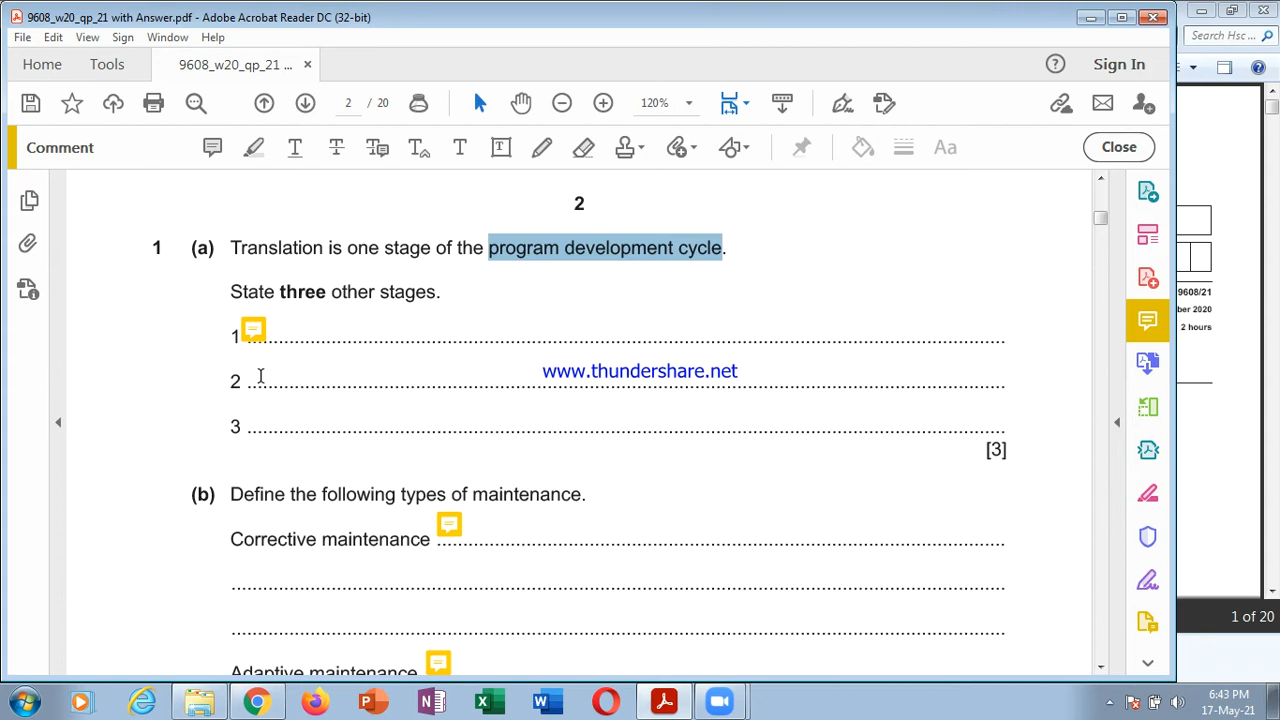 9608_w20_qp_21 with Answer.pdf - Adobe Acrobat Reader DC (32-bit)
File Edit View Sign Window Help
Search Hsc
Home Tools 9608_w20_qp_21 ... × Sign In
2 / 20 120%
Comment Close
2
1 (a) Translation is one stage of the program development cycle.
9608/21
State three other stages.
2020
2 hours
1 ........................................................................
www.thundershare.net
2 ........................................................................
3 ........................................................................
[3]
(b) Define the following types of maintenance.
Corrective maintenance ........................................................................
........................................................................
1 of 20
........................................................................
Adaptive maintenance
6:43 PM
17-May-21